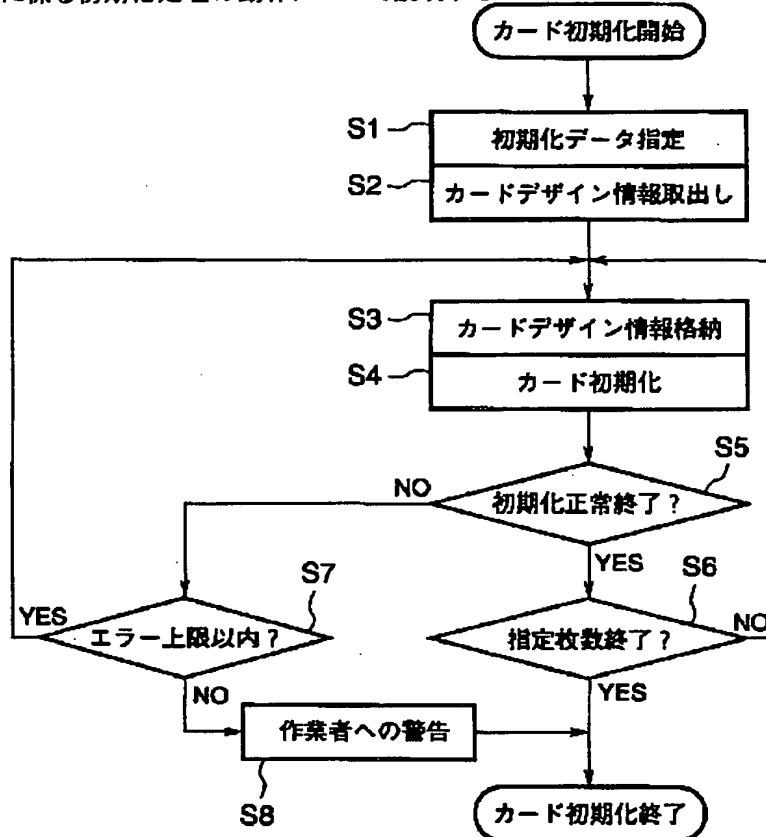 カード初期化開始
S1
初期化データ指定
S2
カードデザイン情報取出し
S3
カードデザイン情報格納
S4
カード初期化
S5
NO
初期化正常終了？
YES
S7
S6
YES
エラー上限以内？
指定枚数終了？
NO
NO
YES
作業者への警告
S8
カード初期化終了